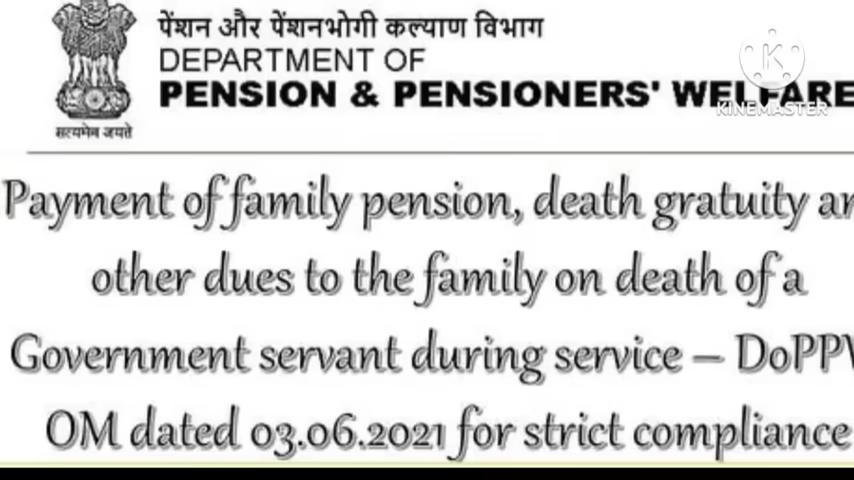 पेंशन और पेंशनभोगी कल्याण विभाग
DEPARTMENT OF
PENSION & PENSIONERS' WELFARE
सत्यमेव जयते
K
KINEMASTER
Payment of family pension, death gratuity
other dues to the family on death of a
Government servant during service – DoPPW
OM dated 03.06.2021 for strict compliance